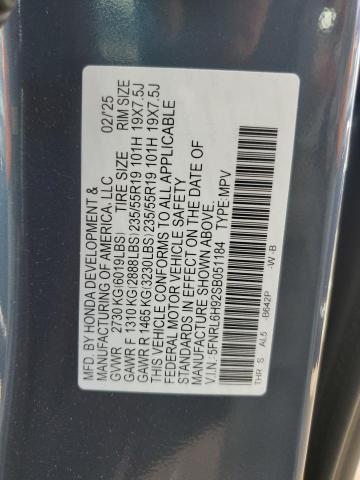 MFD. BY HONDA DEVELOPMENT & 02/'25
MANUFACTURING OF AMERICA, LLC
GVWR 2730 KG(6019LBS) TIRE SIZE RIM SIZE
GAWR F 1310 KG(2888LBS)235/55R19 101H 19X7.5J
GAWR R 1465 KG(3230LBS)235/55R19 101H 19X7.5J
THIS VEHICLE CONFORMS TO ALL APPLICABLE
FEDERAL MOTOR VEHICLE SAFETY
STANDARDS IN EFFECT ON THE DATE OF
MANUFACTURE SHOWN ABOVE.
V.I.N. 5FNRL6H92SB051184 TYPE:MPV
THR S AL5 B642P -W -B